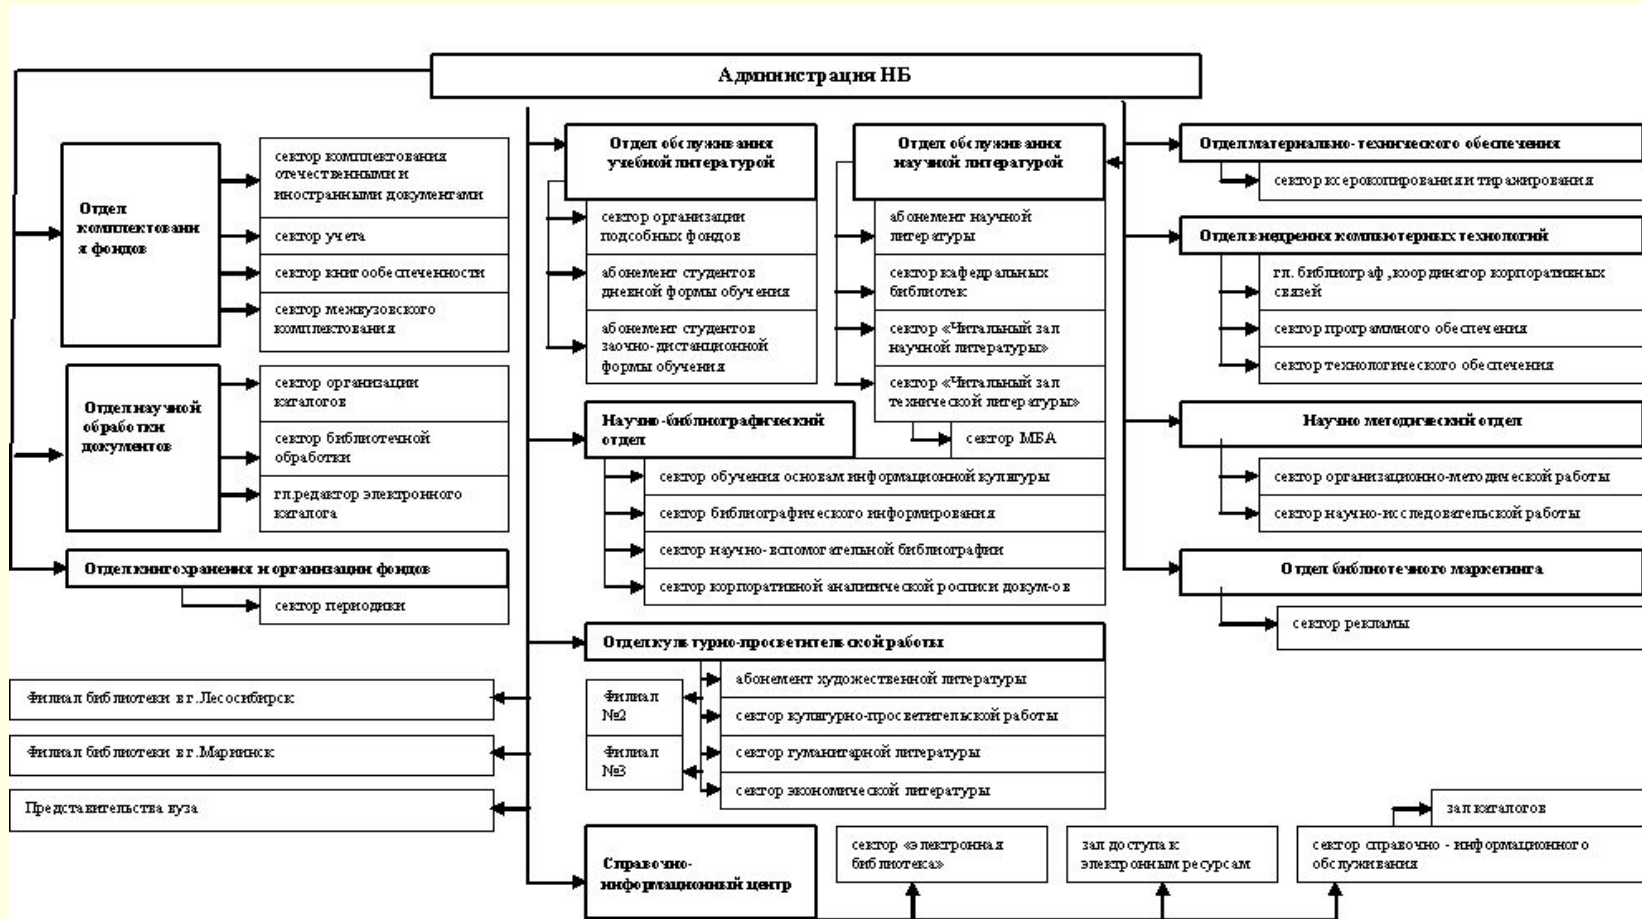 Администрация НБ
Отдел
комплектовани
я фондов
сектор комплектования
отечественными и
иностранными документами
сектор учета
сектор книгообеспеченности
сектор межвузовского
комплектования
Отдел научной
обработки
документов
сектор организации
каталогов
сектор библиотечной
обработки
гл.редактор электронного
каталога
Отдел книгохранения и организации фондов
сектор периодики
Филиал библиотеки в г.Лесосибирск
Филиал библиотеки в г.Мариинск
Представительства вуза
Отдел обслуживания
учебной литературой
сектор организации
подсобных фондов
абонемент студентов
дневной формы обучения
абонемент студентов
заочно-дистанционной
формы обучения
Отдел обслуживания
научной литературой
абонемент научной
литературы
сектор кафедральных
библиотек
сектор «Читальный зал
научной литературы»
сектор «Читальный зал
технической литературы»
сектор МБА
Научно-библиографический
отдел
сектор обучения основам информационной культуры
сектор библиографического информирования
сектор научно-вспомогательной библиографии
сектор корпоративной аналитической росписи докум-ов
Отдел культурно-просветительской работы
Филиал
№2
Филиал
№3
абонемент художественной литературы
сектор культурно-просветительской работы
сектор гуманитарной литературы
сектор экономической литературы
Справочно-
информационный центр
сектор «электронная
библиотека»
зал доступа к
электронным ресурсам
сектор справочно - информационного
обслуживания
зал каталогов
Отдел материально-технического обеспечения
сектор ксерокопирования и тиражирования
Отдел внедрения компьютерных технологий
гл. библиограф ,координатор корпоративных
связей
сектор программного обеспечения
сектор технологического обеспечения
Научно методический отдел
сектор организационно-методической работы
сектор научно-исследовательской работы
Отдел библиотечного маркетинга
сектор рекламы